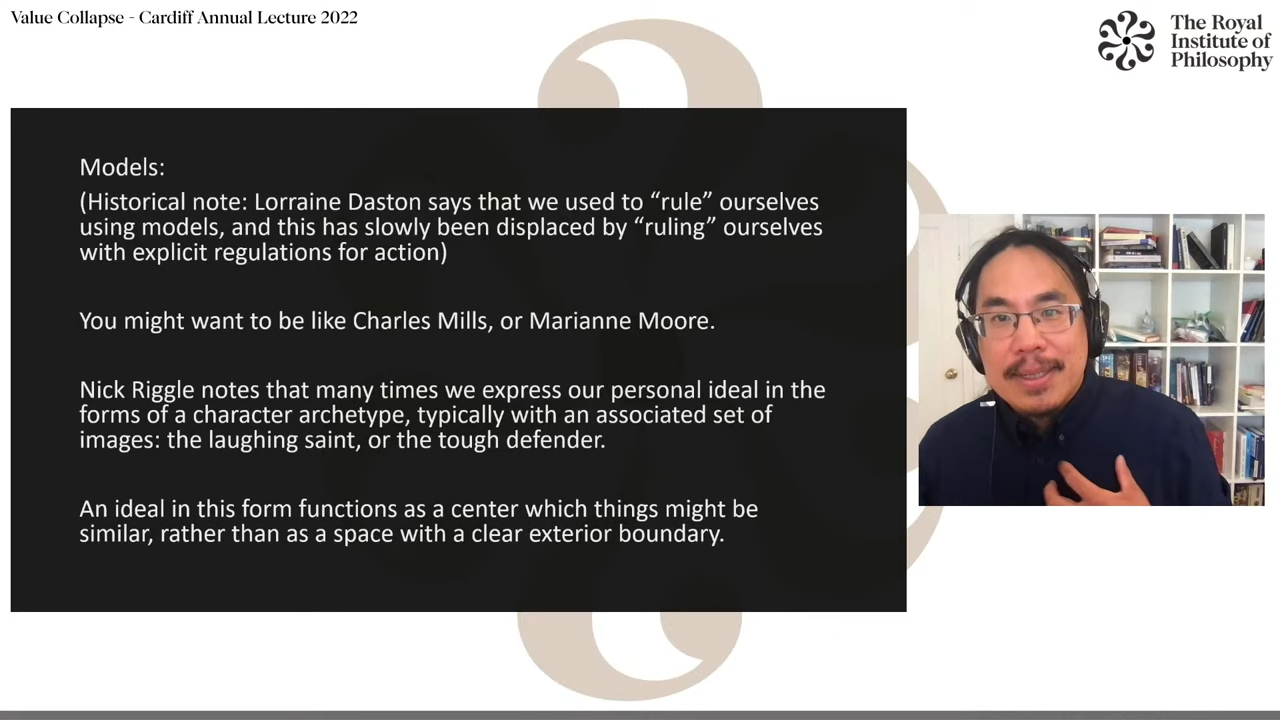 Value Collapse - Cardiff Annual Lecture 2022
The Royal
Institute of
Philosophy
Models:
(Historical note: Lorraine Daston says that we used to “rule” ourselves
using models, and this has slowly been displaced by “ruling” ourselves
with explicit regulations for action)
You might want to be like Charles Mills, or Marianne Moore.
Nick Riggle notes that many times we express our personal ideal in the
forms of a character archetype, typically with an associated set of
images: the laughing saint, or the tough defender.
An ideal in this form functions as a center which things might be
similar, rather than as a space with a clear exterior boundary.